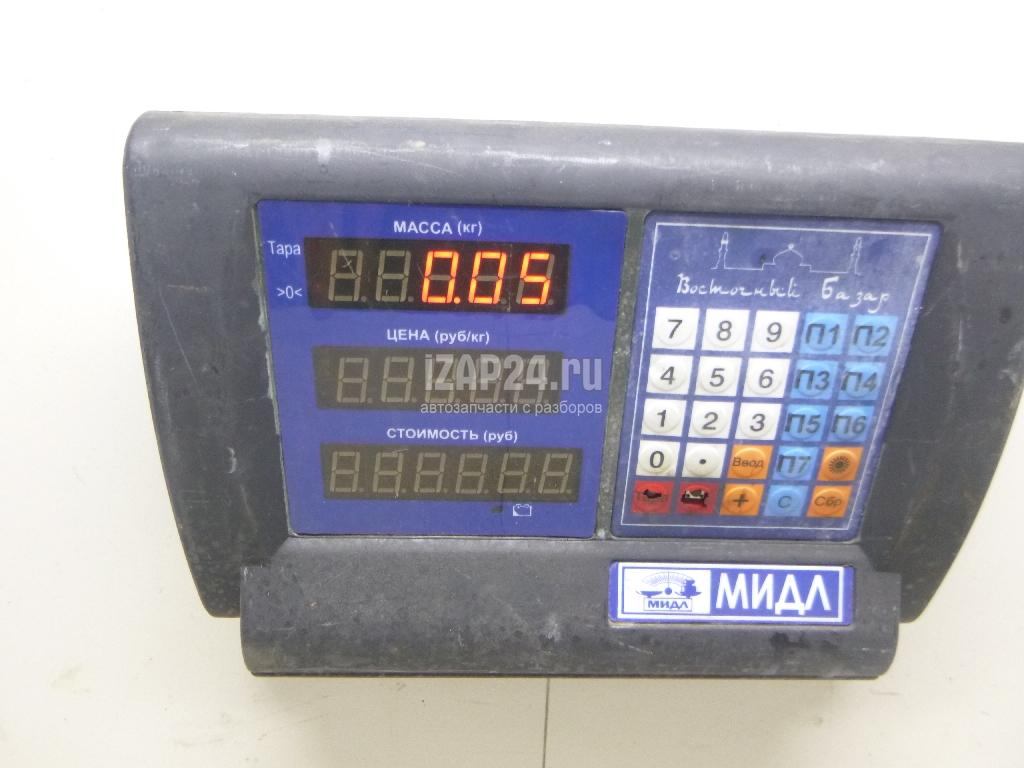 МАССА (кг)
Тара
0.05
>0<
ЦЕНА (руб/кг)
iZAP24.ru
автозапчасти с разборов
СТОИМОСТЬ (руб)
Восточный базар
7 8 9 П1 П2
4 5 6 П3 П4
1 2 3 П5 П6
0 . Ввод П7
+ С Сбр
МИДЛ МИДЛ